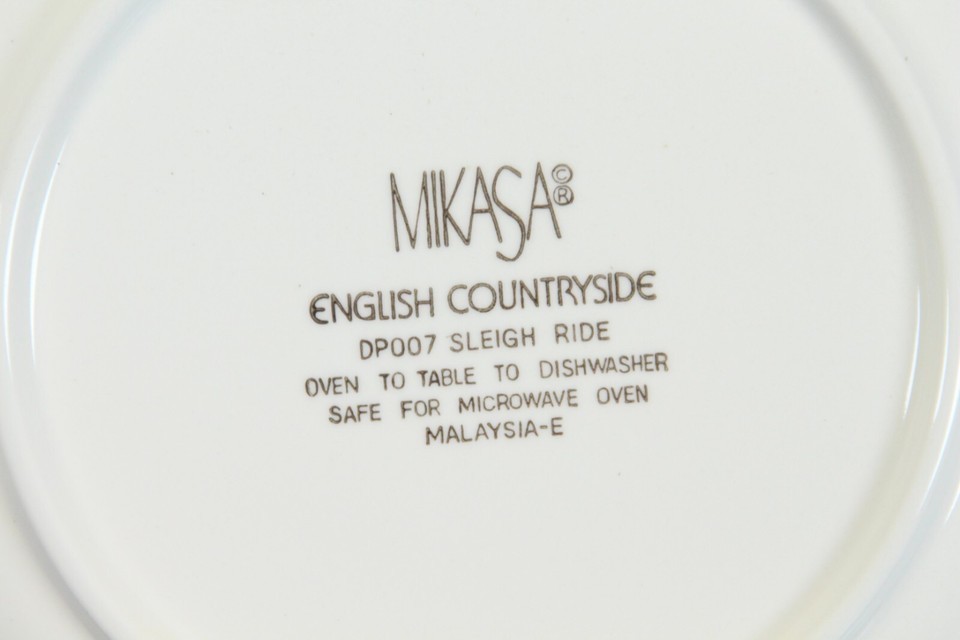 MIKASA©®
ENGLISH COUNTRYSIDE
DP007 SLEIGH RIDE
OVEN TO TABLE TO DISHWASHER
SAFE FOR MICROWAVE OVEN
MALAYSIA-E